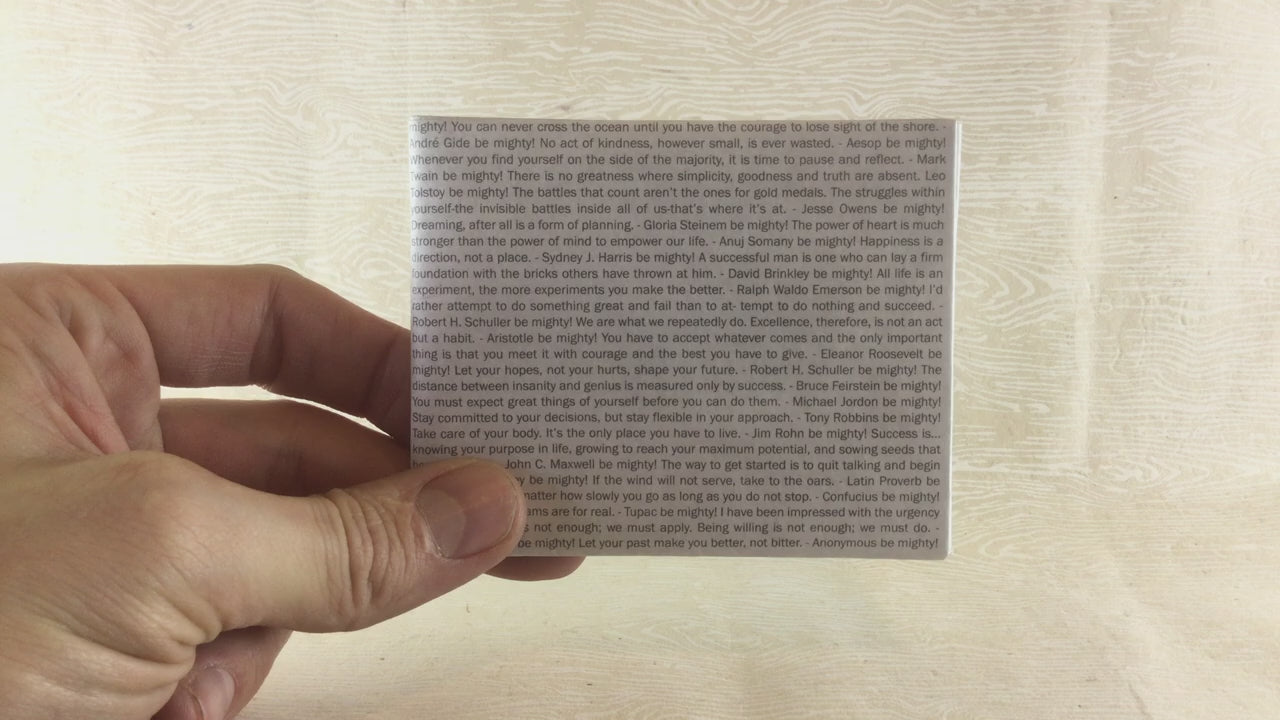 mighty! You can never cross the ocean until you have the courage to lose sight of the shore. -
André Gide be mighty! No act of kindness, however small, is ever wasted. - Aesop be mighty!
Whenever you find yourself on the side of the majority, it is time to pause and reflect. - Mark
Twain be mighty! There is no greatness where simplicity, goodness and truth are absent. Leo
Tolstoy be mighty! The battles that count aren't the ones for gold medals. The struggles within
yourself-the invisible battles inside all of us-that's where it's at. - Jesse Owens be mighty!
Dreaming, after all is a form of planning. - Gloria Steinem be mighty! The power of heart is much
stronger than the power of mind to empower our life. - Anuj Somany be mighty! Happiness is a
direction, not a place. - Sydney J. Harris be mighty! A successful man is one who can lay a firm
foundation with the bricks others have thrown at him. - David Brinkley be mighty! All life is an
experiment, the more experiments you make the better. - Ralph Waldo Emerson be mighty! I'd
rather attempt to do something great and fail than to at- tempt to do nothing and succeed. -
Robert H. Schuller be mighty! We are what we repeatedly do. Excellence, therefore, is not an act
but a habit. - Aristotle be mighty! You have to accept whatever comes and the only important
thing is that you meet it with courage and the best you have to give. - Eleanor Roosevelt be
mighty! Let your hopes, not your hurts, shape your future. - Robert H. Schuller be mighty! The
distance between insanity and genius is measured only by success. - Bruce Feirstein be mighty!
You must expect great things of yourself before you can do them. - Michael Jordon be mighty!
Stay committed to your decisions, but stay flexible in your approach. - Tony Robbins be mighty!
Take care of your body. It's the only place you have to live. - Jim Rohn be mighty! Success is...
knowing your purpose in life, growing to reach your maximum potential, and sowing seeds that
John C. Maxwell be mighty! The way to get started is to quit talking and begin
be mighty! If the wind will not serve, take to the oars. - Latin Proverb be
matter how slowly you go as long as you do not stop. - Confucius be mighty!
are for real. - Tupac be mighty! I have been impressed with the urgency
not enough; we must apply. Being willing is not enough; we must do. -
be mighty! Let your past make you better, not bitter. - Anonymous be mighty!